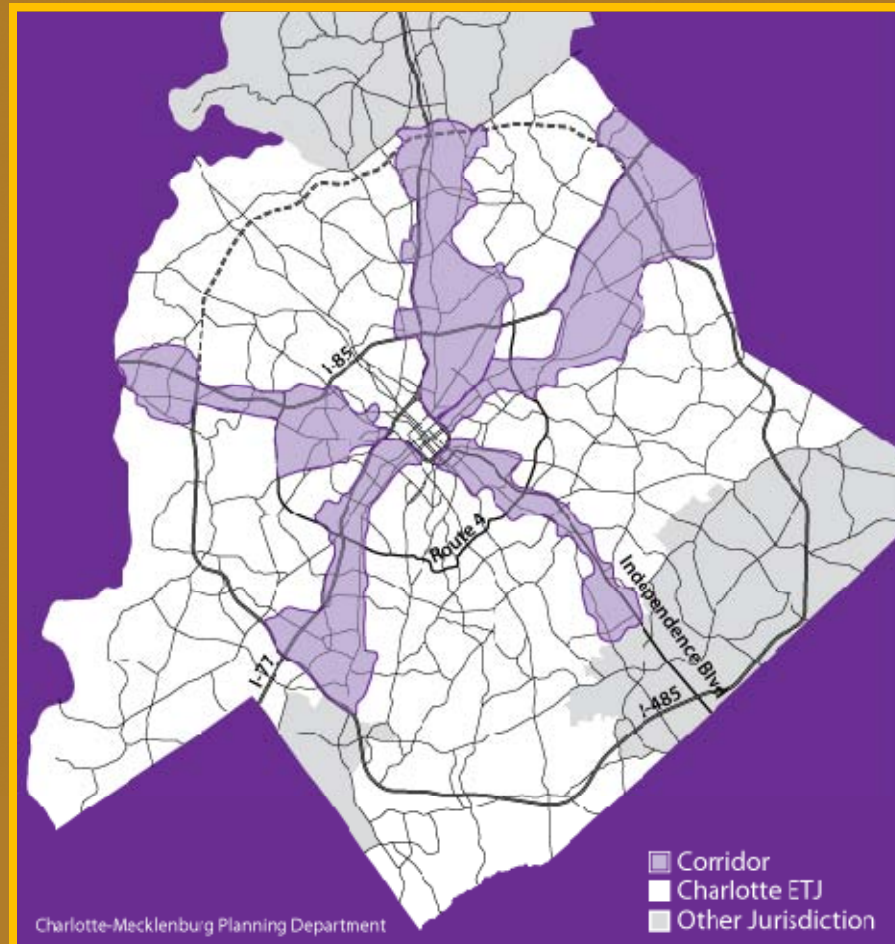 I-85
Route 4
Independence Blvd
I-77
I-485
Corridor
Charlotte ETJ
Other Jurisdiction
Charlotte-Mecklenburg Planning Department